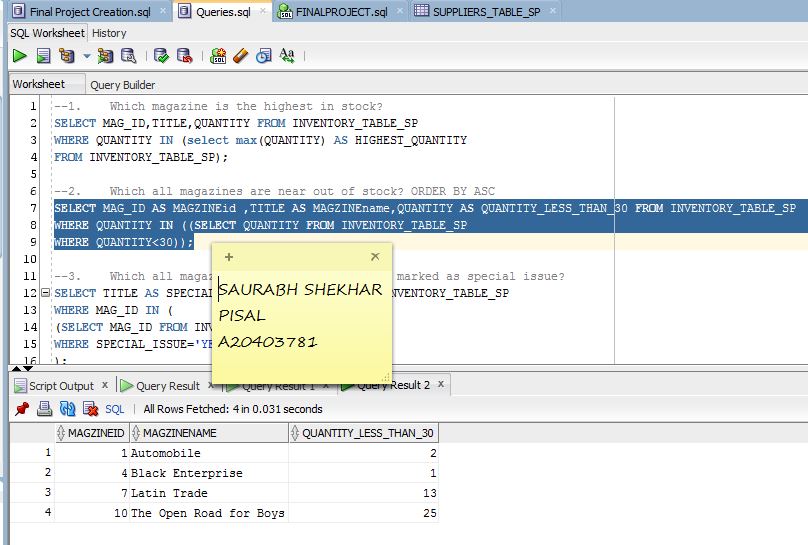 Final Project Creation.sql Queries.sql FINALPROJECT.sql SUPPLIERS_TABLE_SP
SQL Worksheet History
Worksheet Query Builder
1 --1. Which magazine is the highest in stock?
2 SELECT MAG_ID,TITLE,QUANTITY FROM INVENTORY_TABLE_SP
3 WHERE QUANTITY IN (select max(QUANTITY) AS HIGHEST_QUANTITY
4 FROM INVENTORY_TABLE_SP);
5
6 --2. Which all magazines are near out of stock? ORDER BY ASC
7 SELECT MAG_ID AS MAGZINEid ,TITLE AS MAGZINEname,QUANTITY AS QUANTITY_LESS_THAN_30 FROM INVENTORY_TABLE_SP
8 WHERE QUANTITY IN ((SELECT QUANTITY FROM INVENTORY_TABLE_SP
9 WHERE QUANTITY<30));
10
11 --3. Which all magaz marked as special issue?
12 SELECT TITLE AS SPECIA INVENTORY_TABLE_SP
13 WHERE MAG_ID IN (
14 (SELECT MAG_ID FROM INV
15 WHERE SPECIAL_ISSUE='YE
16 );
SAURABH SHEKHAR
PISAL
A20403781
Script Output Query Result Query Result 1 Query Result 2
SQL All Rows Fetched: 4 in 0.031 seconds
MAGZINEID MAGZINENAME QUANTITY_LESS_THAN_30
1 1 Automobile 2
2 4 Black Enterprise 1
3 7 Latin Trade 13
4 10 The Open Road for Boys 25